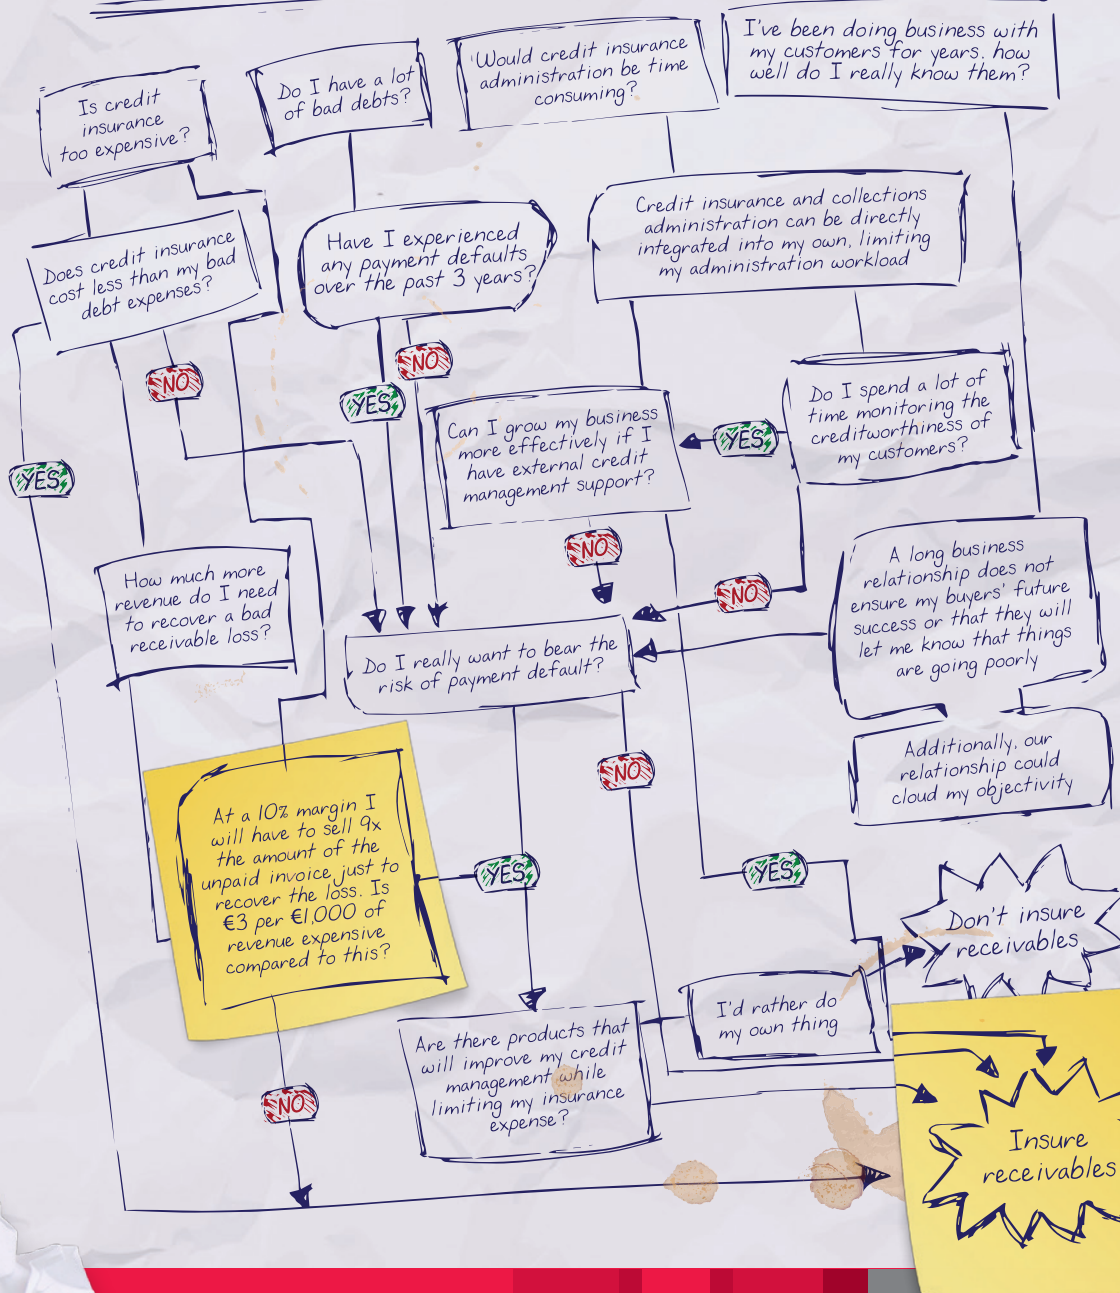 Is credit
insurance
too expensive?
Do I have a lot
of bad debts?
Would credit insurance
administration be time
consuming?
I've been doing business with
my customers for years. how
well do I really know them?
Does credit insurance
cost less than my bad
debt expenses?
Have I experienced
any payment defaults
over the past 3 years?
Credit insurance and collections
administration can be directly
integrated into my own, limiting
my administration workload
NO
NO
YES
Can I grow my business
more effectively if I
have external credit
management support?
YES
Do I spend a lot of
time monitoring the
creditworthiness of
my customers?
YES
How much more
revenue do I need
to recover a bad
receivable loss?
NO
NO
A long business
relationship does not
ensure my buyers' future
success or that they will
let me know that things
are going poorly
Do I really want to bear the
risk of payment default?
Additionally, our
relationship could
cloud my objectivity
NO
At a 10% margin I
will have to sell 9x
the amount of the
unpaid invoice just to
recover the loss. Is
€3 per €1,000 of
revenue expensive
compared to this?
YES
YES
Don't insure
receivables
I'd rather do
my own thing
Are there products that
will improve my credit
management while
limiting my insurance
expense?
NO
Insure
receivables